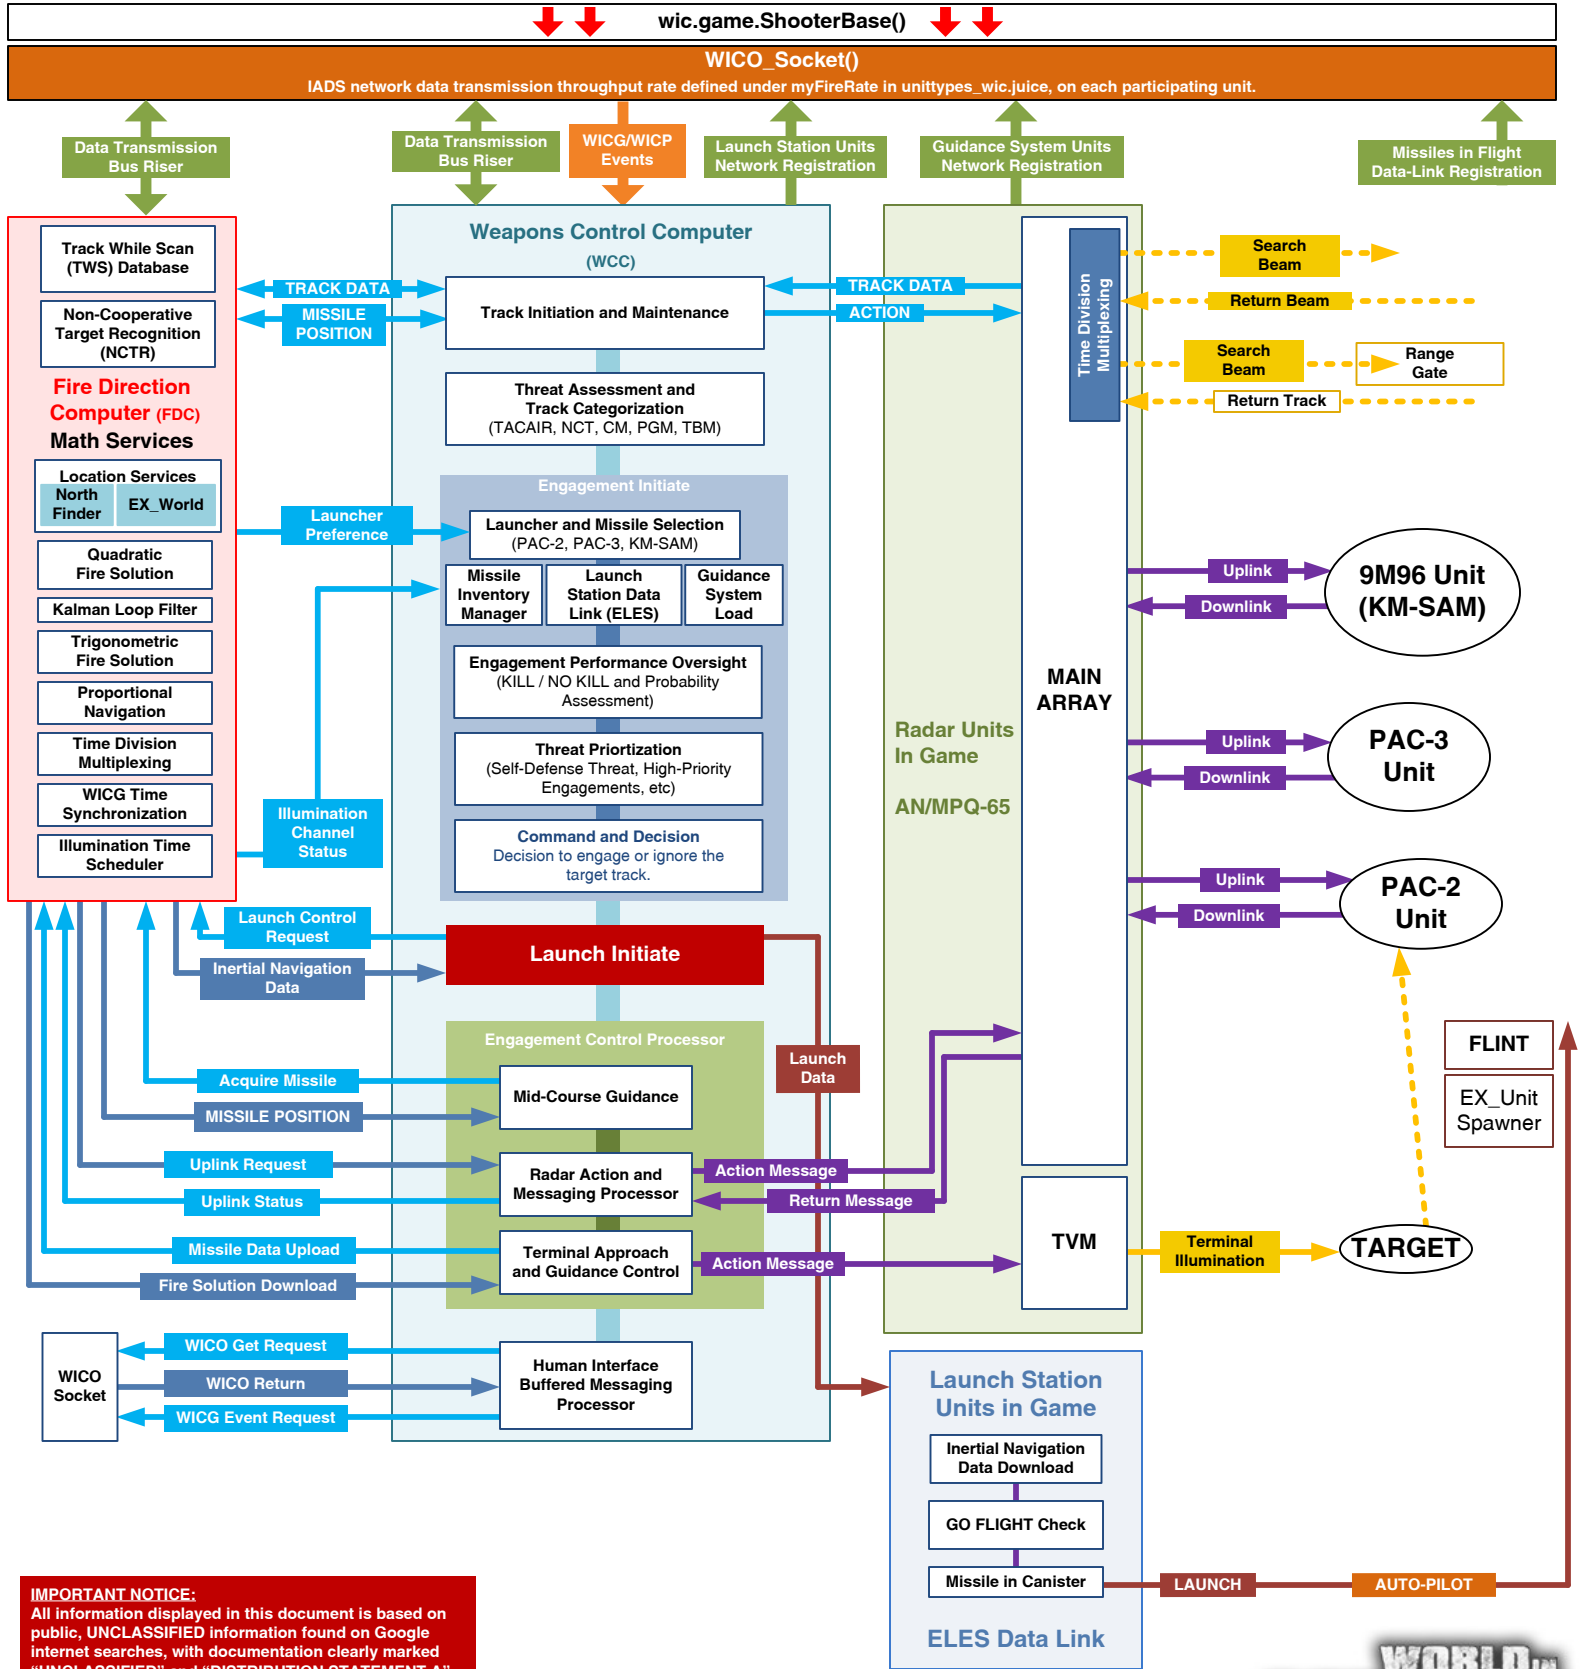 wic.game.ShooterBase()
WICO_Socket()
IADS network data transmission throughput rate defined under myFireRate in unittypes_wic.juice, on each participating unit.
Data Transmission
Bus Riser
Data Transmission
Bus Riser
WICG/WICP
Events
Launch Station Units
Network Registration
Guidance System Units
Network Registration
Missiles in Flight
Data-Link Registration
Track While Scan
(TWS) Database
Non-Cooperative
Target Recognition
(NCTR)
Fire Direction
Computer (FDC)
Math Services
Location Services
North
Finder
EX_World
Quadratic
Fire Solution
Kalman Loop Filter
Trigonometric
Fire Solution
Proportional
Navigation
Time Division
Multiplexing
WICG Time
Synchronization
Illumination Time
Scheduler
TRACK DATA
MISSILE
POSITION
Launcher
Preference
Illumination
Channel
Status
Launch Control
Request
Inertial Navigation
Data
Acquire Missile
MISSILE POSITION
Uplink Request
Uplink Status
Missile Data Upload
Fire Solution Download
WICO Get Request
WICO Return
WICG Event Request
WICO
Socket
Weapons Control Computer
(WCC)
Track Initiation and Maintenance
Threat Assessment and
Track Categorization
(TACAIR, NCT, CM, PGM, TBM)
Engagement Initiate
Launcher and Missile Selection
(PAC-2, PAC-3, KM-SAM)
Missile
Inventory
Manager
Launch
Station Data
Link (ELES)
Guidance
System
Load
Engagement Performance Oversight
(KILL / NO KILL and Probability
Assessment)
Threat Priortization
(Self-Defense Threat, High-Priority
Engagements, etc)
Command and Decision
Decision to engage or ignore the
target track.
Launch Initiate
Engagement Control Processor
Mid-Course Guidance
Radar Action and
Messaging Processor
Terminal Approach
and Guidance Control
Human Interface
Buffered Messaging
Processor
TRACK DATA
ACTION
Launch
Data
Action Message
Return Message
Action Message
Radar Units
In Game
AN/MPQ-65
Time Division
Multiplexing
MAIN
ARRAY
TVM
Search
Beam
Return Beam
Search
Beam
Range
Gate
Return Track
Uplink
Downlink
9M96 Unit
(KM-SAM)
Uplink
Downlink
PAC-3
Unit
Uplink
Downlink
PAC-2
Unit
FLINT
EX_Unit
Spawner
Terminal
Illumination
TARGET
Launch Station
Units in Game
Inertial Navigation
Data Download
GO FLIGHT Check
Missile in Canister
ELES Data Link
LAUNCH
AUTO-PILOT
IMPORTANT NOTICE:
All information displayed in this document is based on
public, UNCLASSIFIED information found on Google
internet searches, with documentation clearly marked
“UNCLASSIFIED” and “DISTRIBUTION STATEMENT A”
WORLD IN